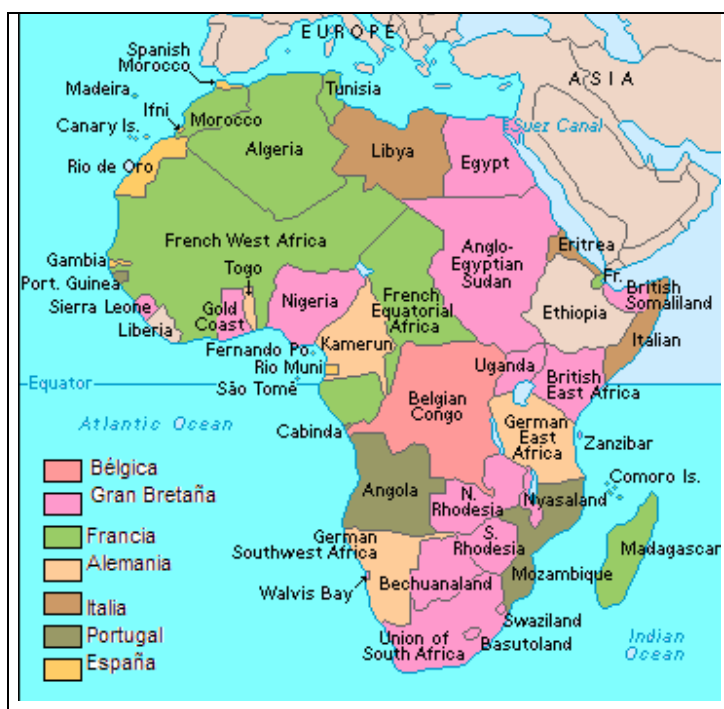 EUROPE
Spanish
Morocco
ASIA
Madeira
Tunisia
Ifni
Morocco
Canary Is.
Suez Canal
Algeria
Libya
Egypt
Rio de Oro
French West Africa
Anglo-
Egyptian
Sudan
Eritrea
Gambia
Togo
Fr.
Port. Guinea
British
Somaliland
Sierra Leone
Gold
Coast
Nigeria
French
Equatorial
Africa
Ethiopia
Liberia
Kamerun
Italian
Fernando Po
Rio Muni
Uganda
British
East Africa
Equator
São Tomé
Belgian
Congo
Atlantic Ocean
Cabinda
German
East
Africa
Zanzibar
Bélgica
Gran Bretaña
Francia
Alemania
Italia
Portugal
España
Angola
Comoro Is.
N.
Rhodesia
Nyasaland
German
Southwest Africa
S.
Rhodesia
Madagascar
Walvis Bay
Bechuanaland
Mozambique
Swaziland
Union of
South Africa
Basutoland
Indian
Ocean